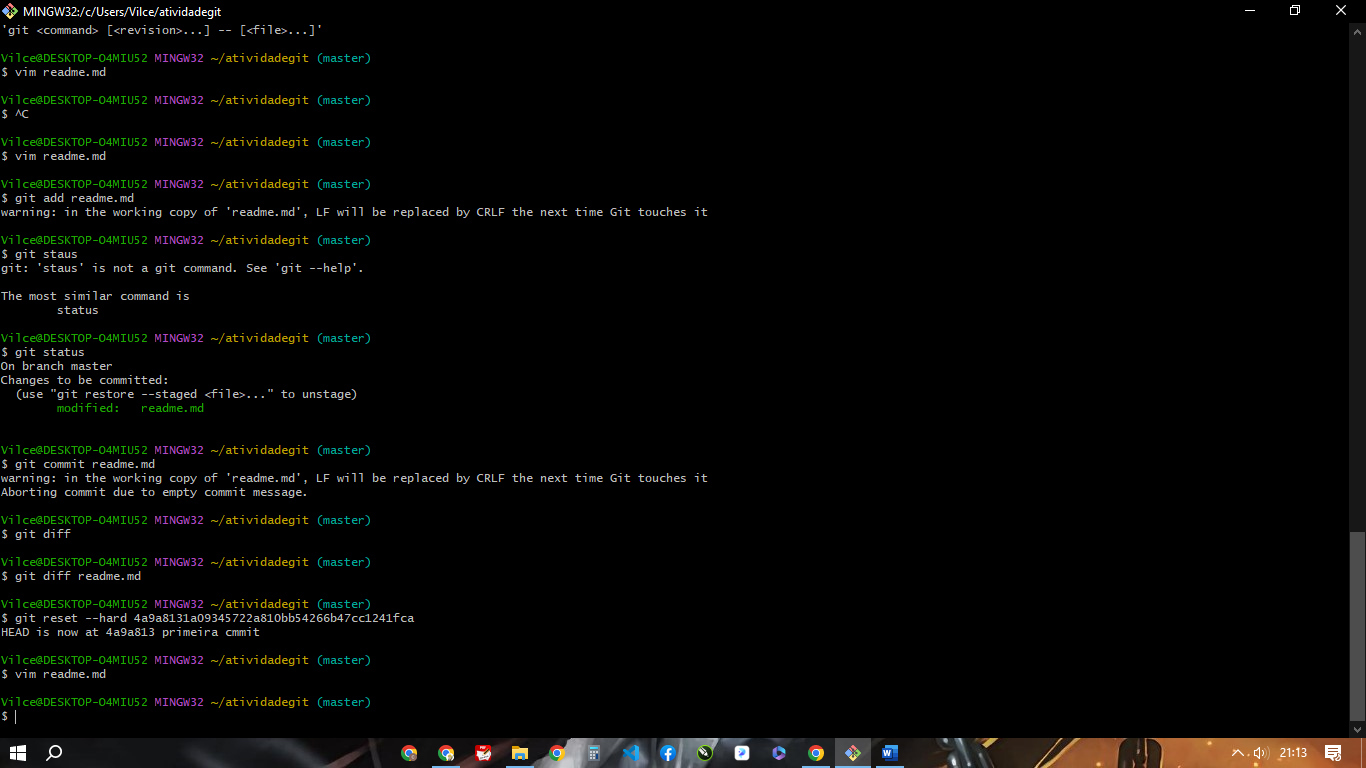 MINGW32:/c/Users/Vilce/atividadegit
'git <command> [<revision>...] -- [<file>...]'
Vilce@DESKTOP-O4MIU52 MINGW32 ~/atividadegit (master)
$ vim readme.md
Vilce@DESKTOP-O4MIU52 MINGW32 ~/atividadegit (master)
$ ^C
Vilce@DESKTOP-O4MIU52 MINGW32 ~/atividadegit (master)
$ vim readme.md
Vilce@DESKTOP-O4MIU52 MINGW32 ~/atividadegit (master)
$ git add readme.md
warning: in the working copy of 'readme.md', LF will be replaced by CRLF the next time Git touches it
Vilce@DESKTOP-O4MIU52 MINGW32 ~/atividadegit (master)
$ git staus
git: 'staus' is not a git command. See 'git --help'.
The most similar command is
status
Vilce@DESKTOP-O4MIU52 MINGW32 ~/atividadegit (master)
$ git status
On branch master
Changes to be committed:
(use "git restore --staged <file>..." to unstage)
modified:   readme.md
Vilce@DESKTOP-O4MIU52 MINGW32 ~/atividadegit (master)
$ git commit readme.md
warning: in the working copy of 'readme.md', LF will be replaced by CRLF the next time Git touches it
Aborting commit due to empty commit message.
Vilce@DESKTOP-O4MIU52 MINGW32 ~/atividadegit (master)
$ git diff
Vilce@DESKTOP-O4MIU52 MINGW32 ~/atividadegit (master)
$ git diff readme.md
Vilce@DESKTOP-O4MIU52 MINGW32 ~/atividadegit (master)
$ git reset --hard 4a9a8131a09345722a810bb54266b47cc1241fca
HEAD is now at 4a9a813 primeira cmmit
Vilce@DESKTOP-O4MIU52 MINGW32 ~/atividadegit (master)
$ vim readme.md
Vilce@DESKTOP-O4MIU52 MINGW32 ~/atividadegit (master)
$
21:13